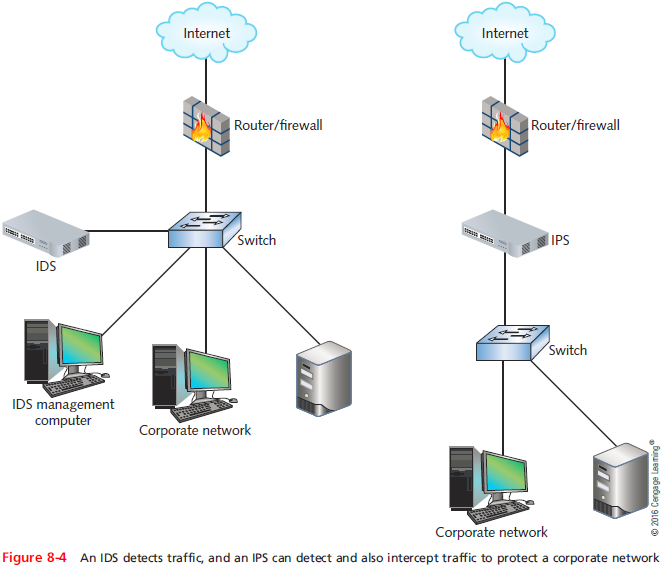 Internet
Router/firewall
Switch
IDS
IDS management
computer
Corporate network
Internet
Router/firewall
IPS
Switch
Corporate network
© 2016 Cengage Learning®
Figure 8-4 An IDS detects traffic, and an IPS can detect and also intercept traffic to protect a corporate network